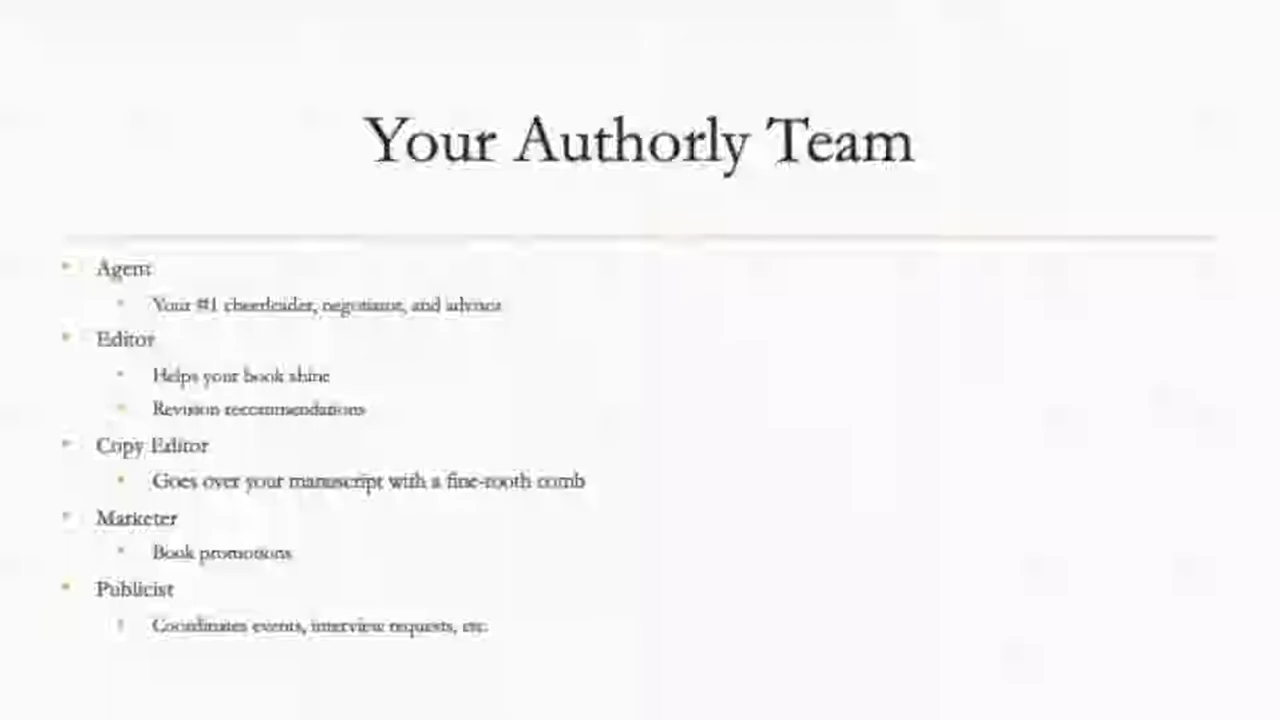 Your Authorly Team
Agent
Your #1 cheerleader, negotiator, and advisor
Editor
Helps your book shine
Revision recommendations
Copy Editor
Goes over your manuscript with a fine-tooth comb
Marketer
Book promotions
Publicist
Coordinates events, interview requests, etc.